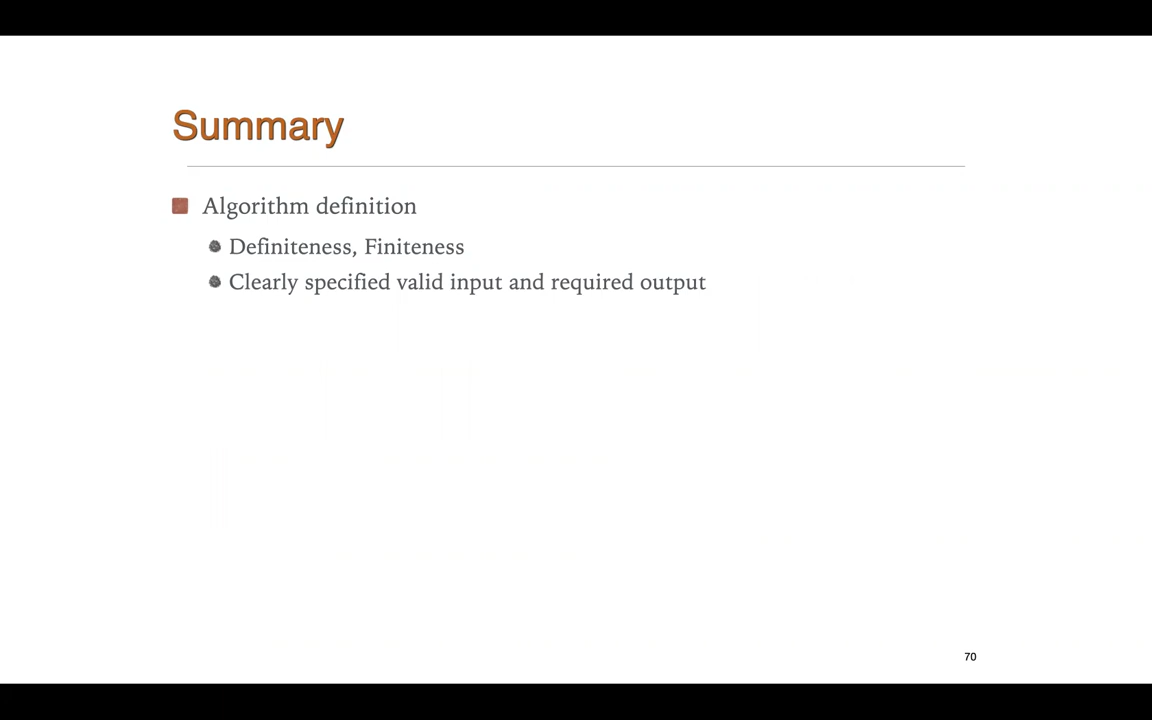 Summary
Algorithm definition
Definiteness, Finiteness
Clearly specified valid input and required output
70